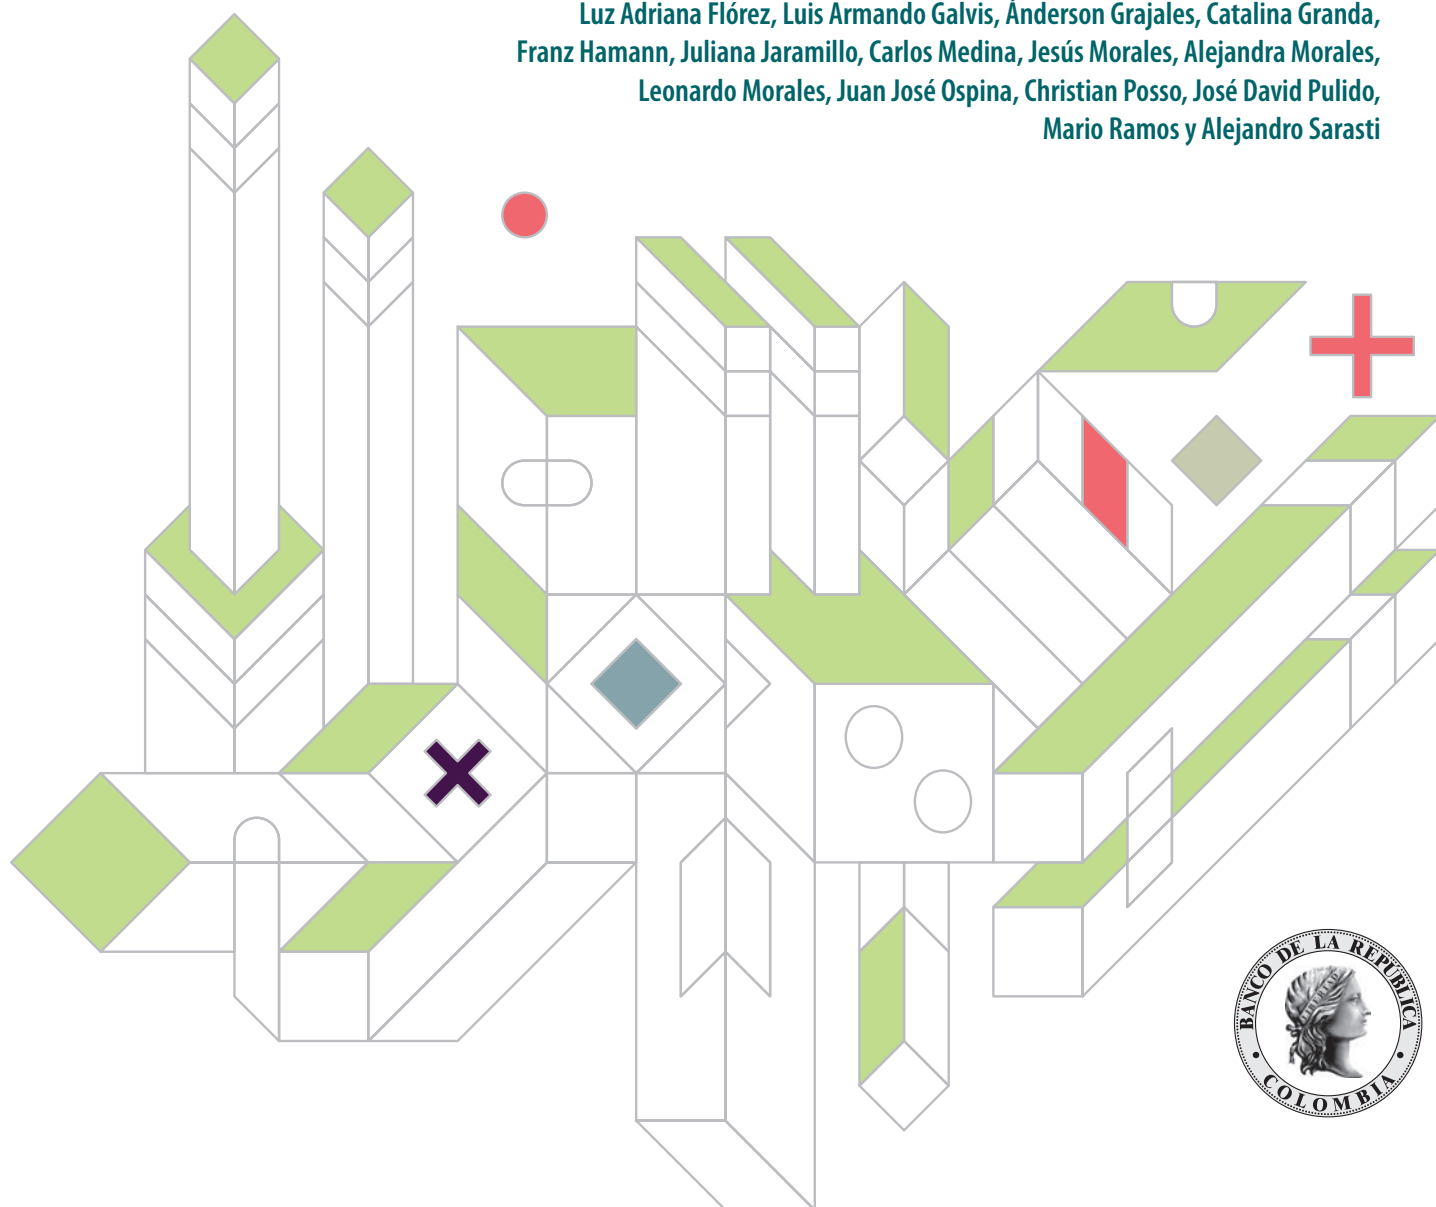 Luz Adriana Flórez, Luis Armando Galvis, Ánderson Grajales, Catalina Granda,
Franz Hamann, Juliana Jaramillo, Carlos Medina, Jesús Morales, Alejandra Morales,
Leonardo Morales, Juan José Ospina, Christian Posso, José David Pulido,
Mario Ramos y Alejandro Sarasti
BANCO DE LA REPÚBLICA
COLOMBIA
LIBERTAD